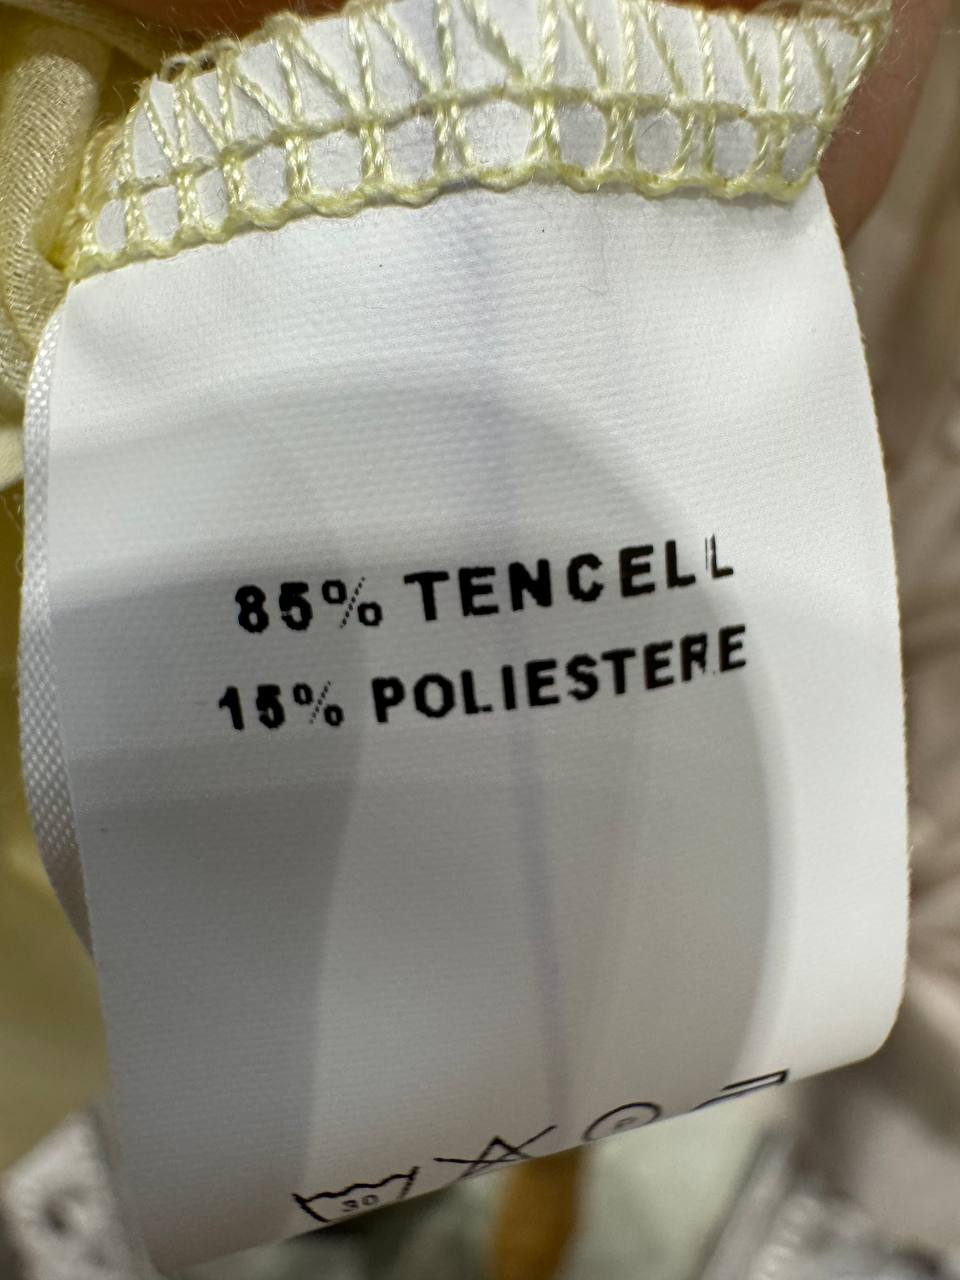 85% TENCELL
15% POLIESTERE
30